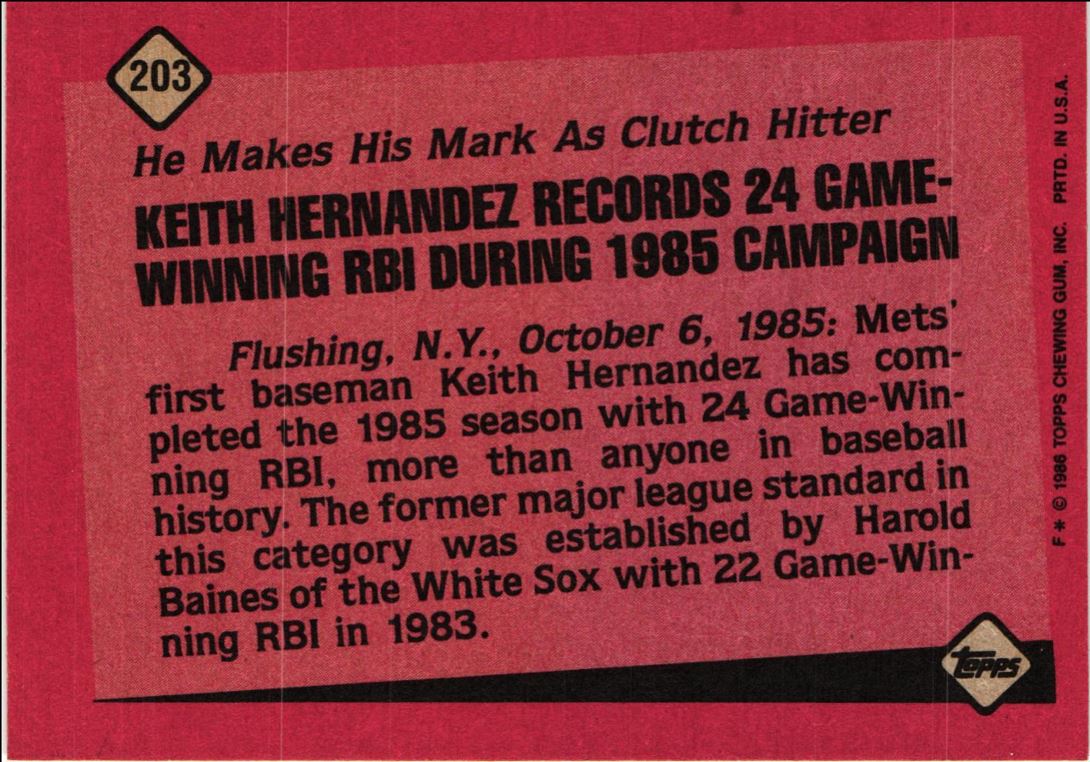 203
He Makes His Mark As Clutch Hitter
KEITH HERNANDEZ RECORDS 24 GAME-
WINNING RBI DURING 1985 CAMPAIGN
Flushing, N.Y., October 6, 1985: Mets'
first baseman Keith Hernandez has com-
pleted the 1985 season with 24 Game-Win-
ning RBI, more than anyone in baseball
history. The former major league standard in
this category was established by Harold
Baines of the White Sox with 22 Game-Win-
ning RBI in 1983.
topps
F * © 1986 TOPPS CHEWING GUM, INC. PRTD. IN U.S.A.